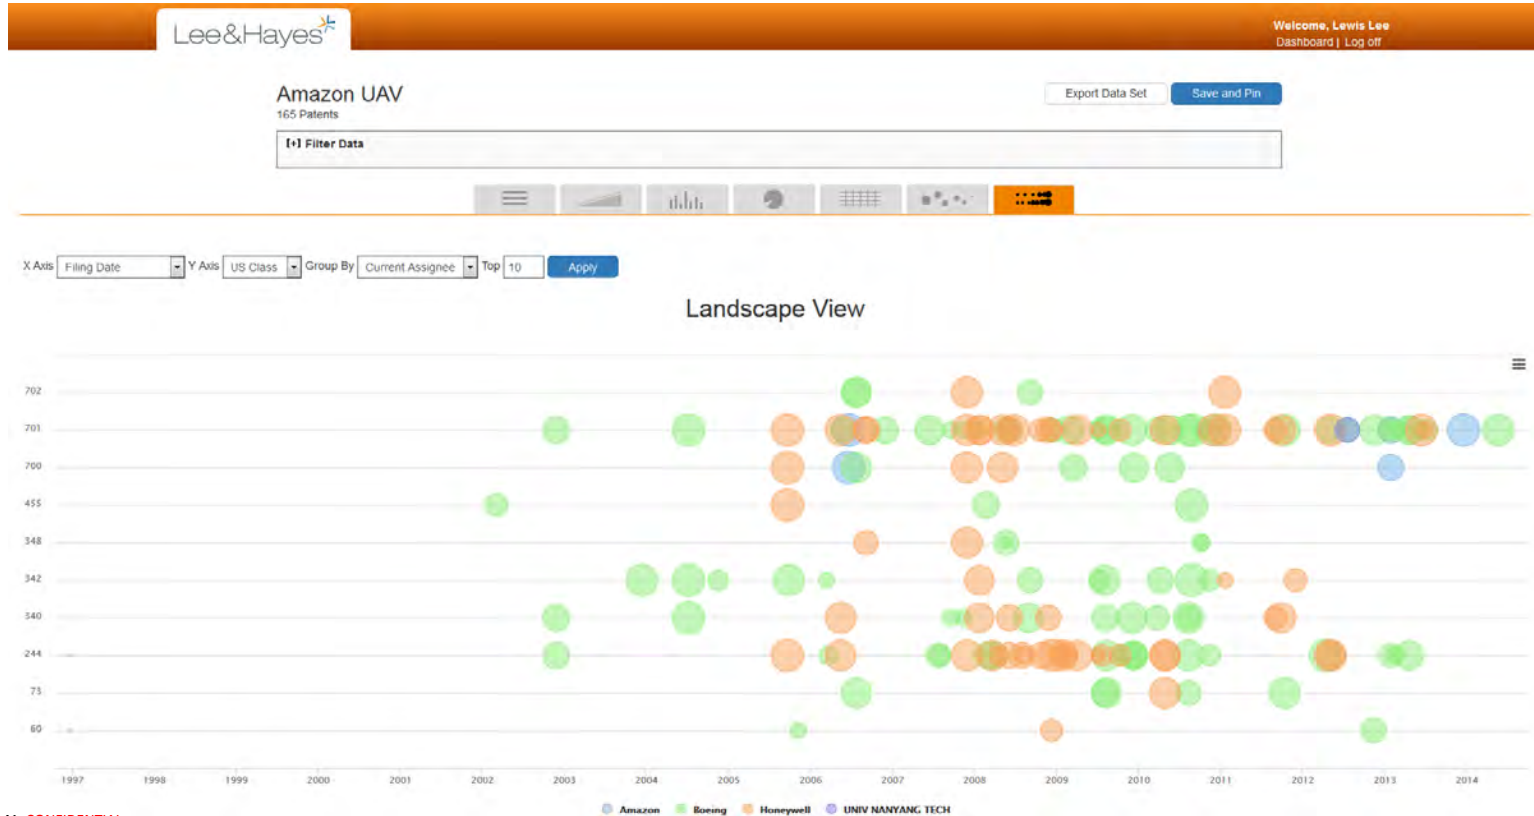 Lee&Hayes
Welcome, Lewis Lee
Dashboard | Log off
Amazon UAV
165 Patents
Export Data Set
Save and Pin
[+] Filter Data
X Axis Filing Date Y Axis US Class Group By Current Assignee Top 10 Apply
Landscape View
702
701
700
455
348
342
340
244
73
60
1997 1998 1999 2000 2001 2002 2003 2004 2005 2006 2007 2008 2009 2010 2011 2012 2013 2014
Amazon Boeing Honeywell UNIV NANYANG TECH